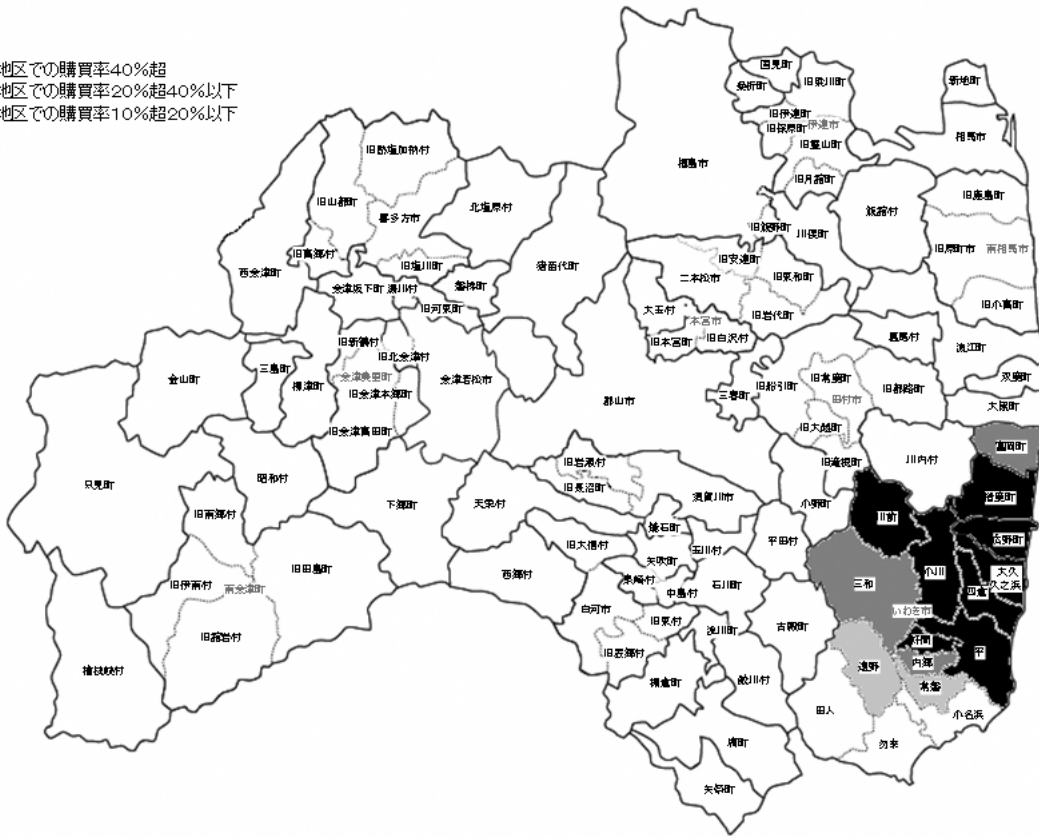 地区での購買率40%超
地区での購買率20%超40%以下
地区での購買率10%超20%以下
国見町
桑折町
旧梁川町
新地町
旧伊達町
旧保原町
伊達市
旧霊山町
相馬市
旧熱塩加納村
福島市
旧月舘町
旧鹿島町
旧山都町
喜多方市
北塩原村
飯舘村
旧飯野町
川俣町
旧高郷村
旧塩川町
猪苗代町
旧安達町
旧原町市
南相馬市
西会津町
二本松市
旧東和町
会津坂下町
湯川村
磐梯町
旧小高町
旧河東町
大玉村
本宮市
旧岩代町
旧新鶴村
旧北会津村
旧本宮町
旧白沢村
葛尾村
浪江町
三島町
金山町
柳津町
会津美里町
会津若松市
旧会津本郷町
旧船引町
旧常葉町
旧都路町
双葉町
郡山市
三春町
田村市
大熊町
旧会津高田町
旧大越町
富岡町
旧岩瀬村
旧滝根町
川内村
只見町
昭和村
旧長沼町
須賀川市
楢葉町
下郷町
天栄村
小野町
旧南郷村
川前
鏡石町
広野町
平田村
旧大信村
矢吹町
玉川村
旧伊南村
南会津町
旧田島町
西郷村
泉崎村
石川町
三和
小川
四倉
大久
久之浜
中島村
白河市
いわき市
旧舘岩村
旧東村
浅川町
古殿町
好間
平
旧表郷村
内郷
檜枝岐村
棚倉町
鮫川村
遠野
常磐
田人
小名浜
塙町
勿来
矢祭町